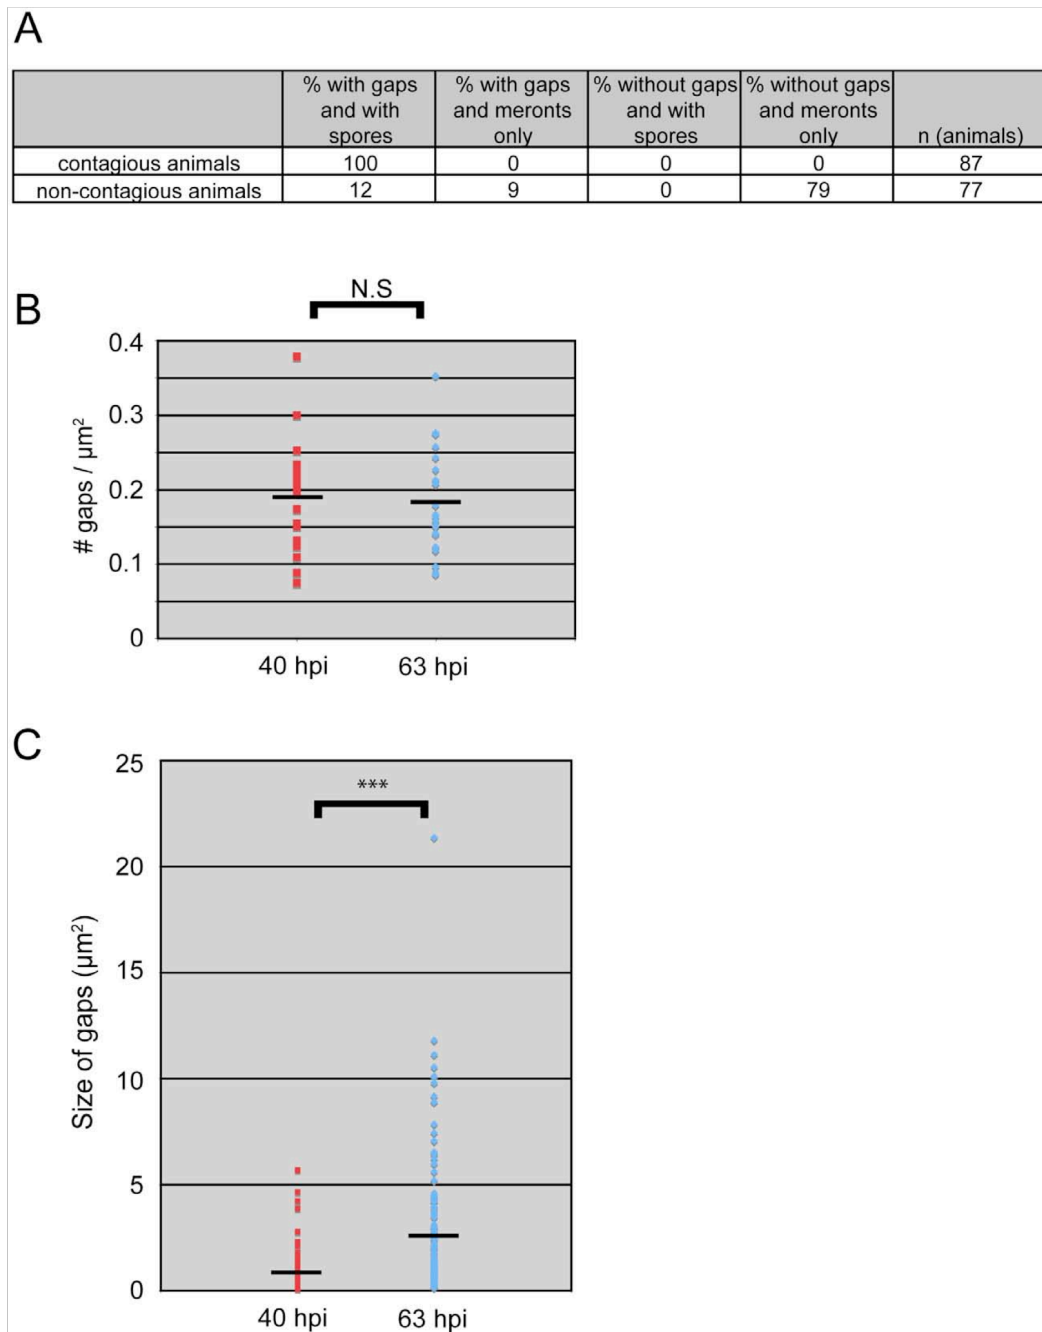 A
% with gaps and with spores
% with gaps and meronts only
% without gaps and with spores
% without gaps and meronts only
n (animals)
contagious animals 100 0 0 0 87
non-contagious animals 12 9 0 79 77
B
N.S
# gaps / µm²
0.4
0.3
0.2
0.1
0
40 hpi 63 hpi
C
***
Size of gaps (µm²)
25
20
15
10
5
0
40 hpi 63 hpi